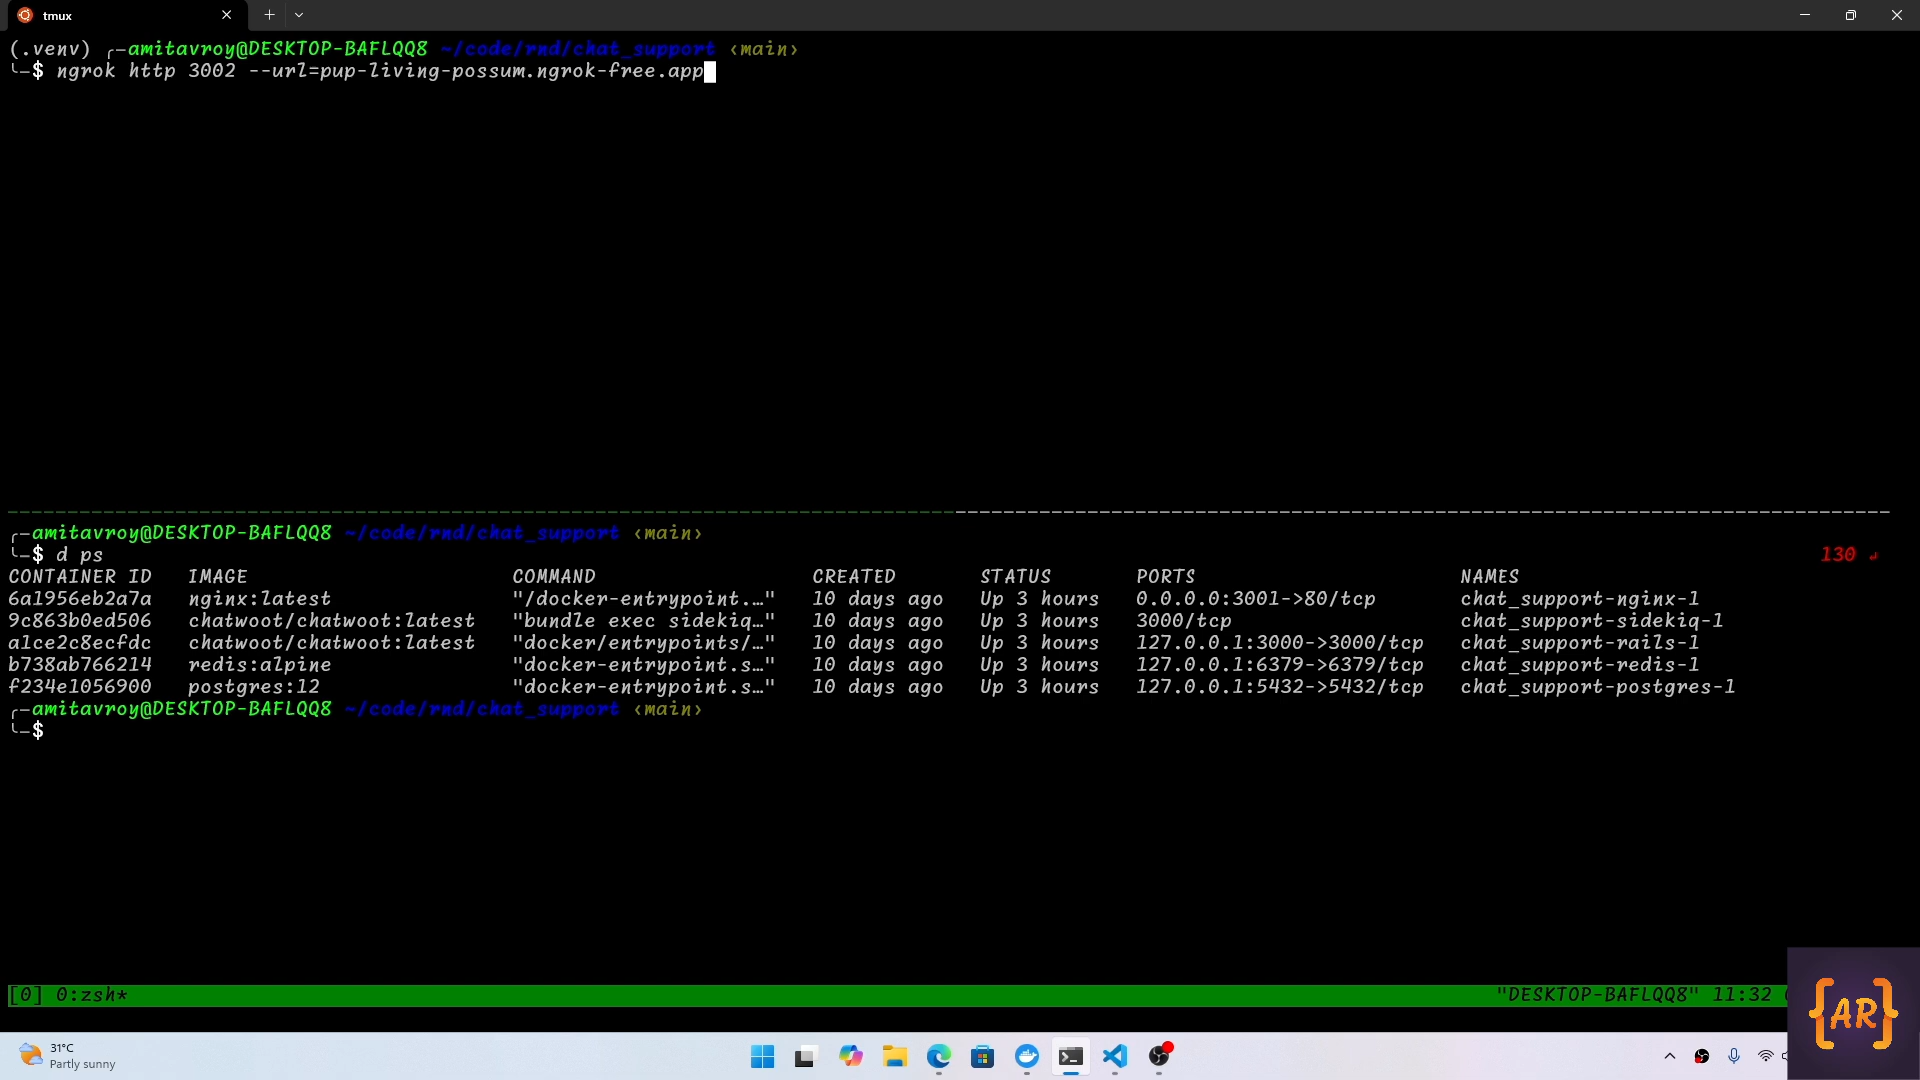 tmux
(.venv) ╭─amitavroy@DESKTOP-BAFLQQ8 ~/code/rnd/chat_support ‹main›
╰─$ ngrok http 3002 --url=pup-living-possum.ngrok-free.app
╭─amitavroy@DESKTOP-BAFLQQ8 ~/code/rnd/chat_support ‹main›
╰─$ d ps 130 ↵
CONTAINER ID IMAGE COMMAND CREATED STATUS PORTS NAMES
6a1956eb2a7a nginx:latest "/docker-entrypoint.…" 10 days ago Up 3 hours 0.0.0.0:3001->80/tcp chat_support-nginx-1
9c863b0ed506 chatwoot/chatwoot:latest "bundle exec sidekiq…" 10 days ago Up 3 hours 3000/tcp chat_support-sidekiq-1
a1ce2c8ecfdc chatwoot/chatwoot:latest "docker/entrypoints/…" 10 days ago Up 3 hours 127.0.0.1:3000->3000/tcp chat_support-rails-1
b738ab766214 redis:alpine "docker-entrypoint.s…" 10 days ago Up 3 hours 127.0.0.1:6379->6379/tcp chat_support-redis-1
f234e1056900 postgres:12 "docker-entrypoint.s…" 10 days ago Up 3 hours 127.0.0.1:5432->5432/tcp chat_support-postgres-1
╭─amitavroy@DESKTOP-BAFLQQ8 ~/code/rnd/chat_support ‹main›
╰─$
[0] 0:zsh* "DESKTOP-BAFLQQ8" 11:32
{AR}
31°C
Partly sunny